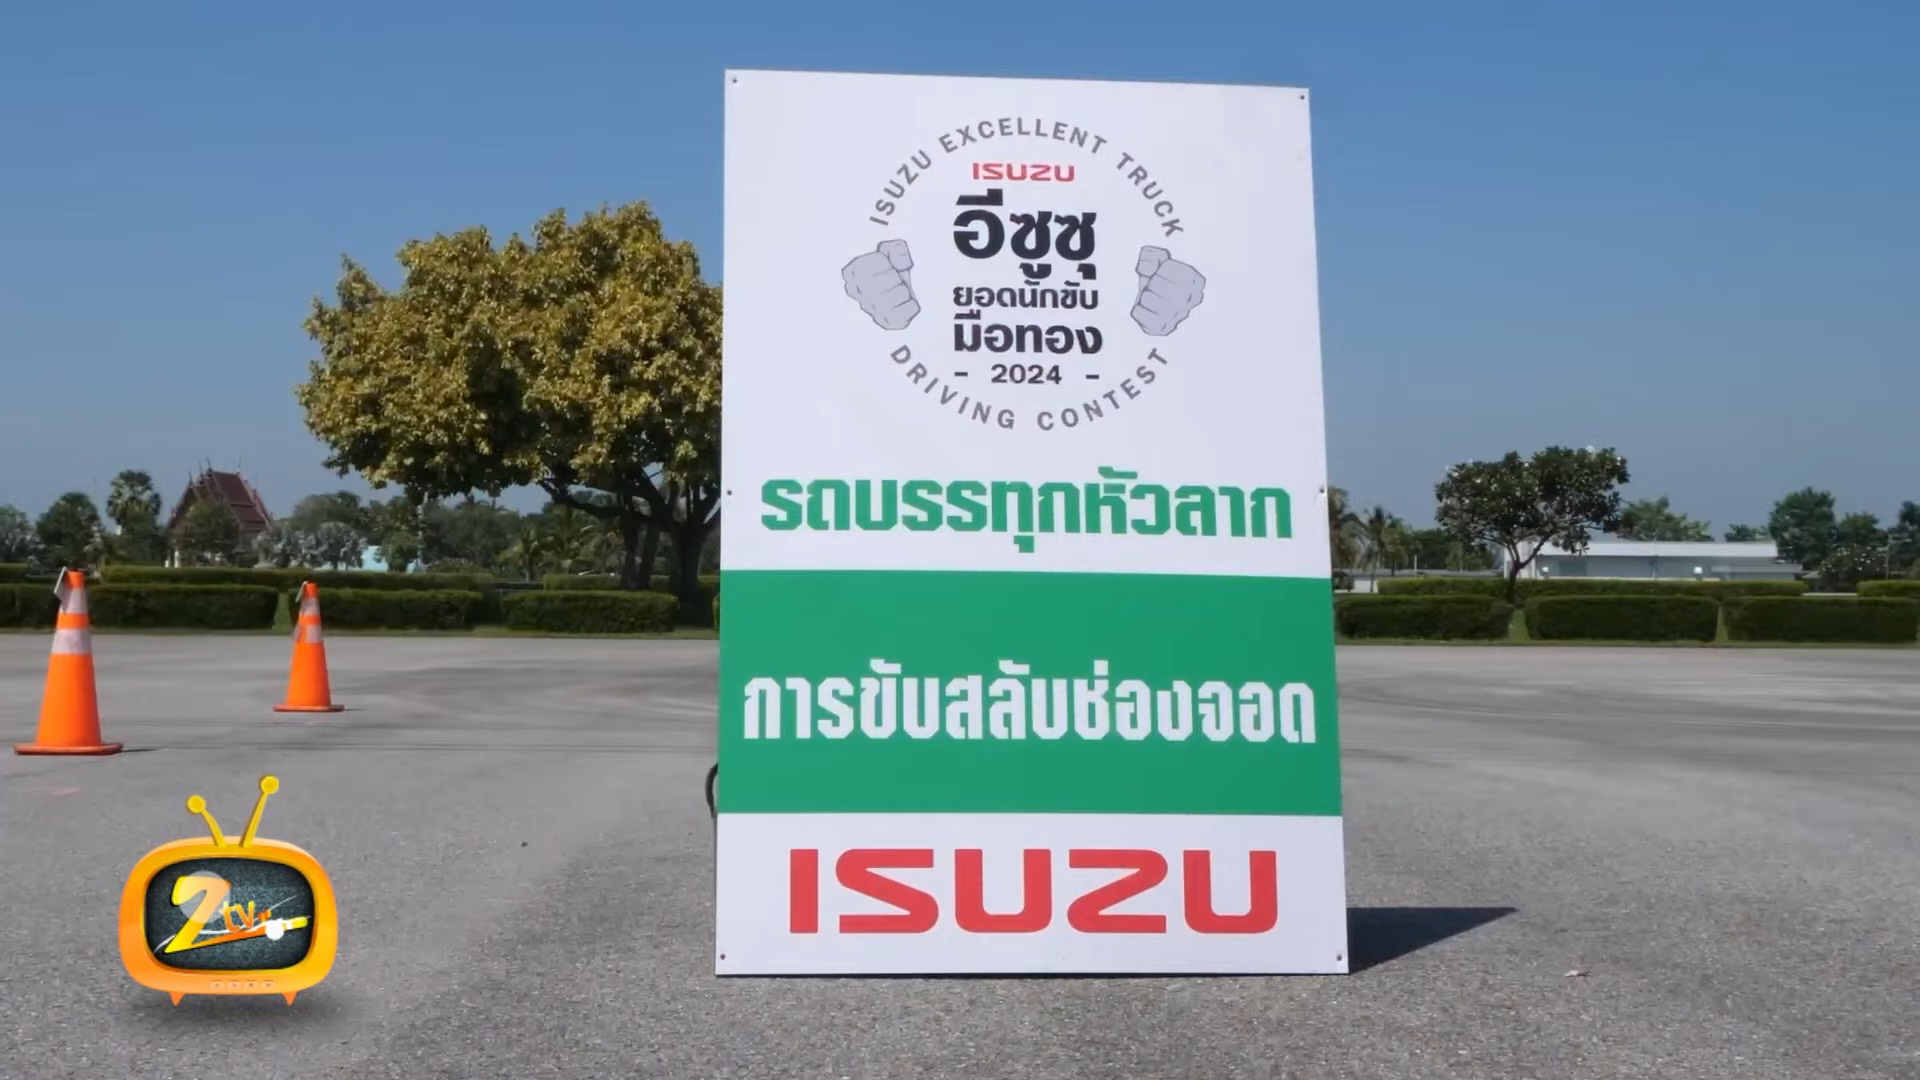 ISUZU EXCELLENT TRUCK
ISUZU
อีซูซุ
ยอดนักขับ
มือทอง
- 2024 -
DRIVING CONTEST
รถบรรทุกหัวลาก
การขับสลับช่องจอด
ISUZU
2tv